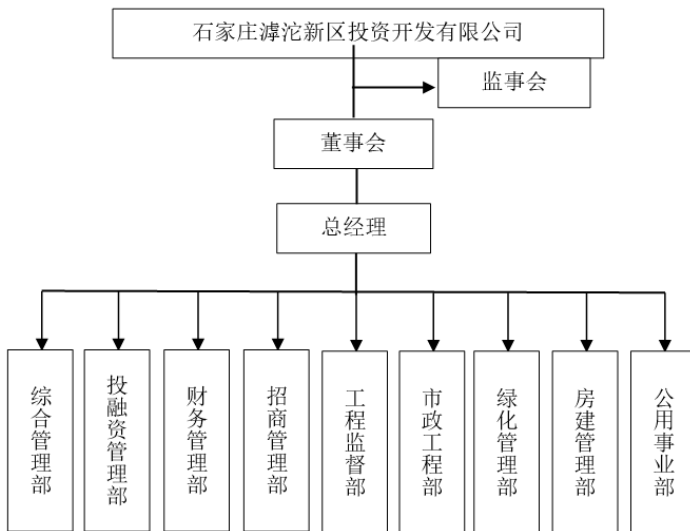 石家庄滹沱新区投资开发有限公司
监事会
董事会
总经理
综合管理部
投融资管理部
财务管理部
招商管理部
工程监督部
市政工程部
绿化管理部
房建管理部
公用事业部